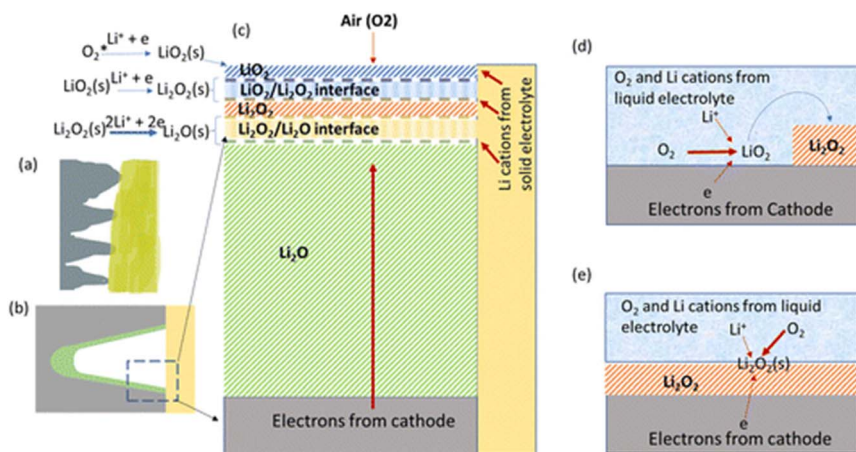 (c)
Air (O2)
O₂* Li⁺ + e LiO₂(s)
LiO₂
LiO₂(s) Li⁺ + e Li₂O₂(s)
LiO₂/Li₂O₂ interface
Li₂O₂
Li₂O₂(s) 2Li⁺ + 2e Li₂O(s)
Li₂O₂/Li₂O interface
Li cations from
solid electrolyte
(a)
Li₂O
(b)
Electrons from cathode
(d)
O₂ and Li cations from
liquid electrolyte
Li⁺
O₂
LiO₂
Li₂O₂
e
Electrons from Cathode
(e)
O₂ and Li cations from liquid
electrolyte
Li⁺
O₂
Li₂O₂(s)
Li₂O₂
e
Electrons from cathode